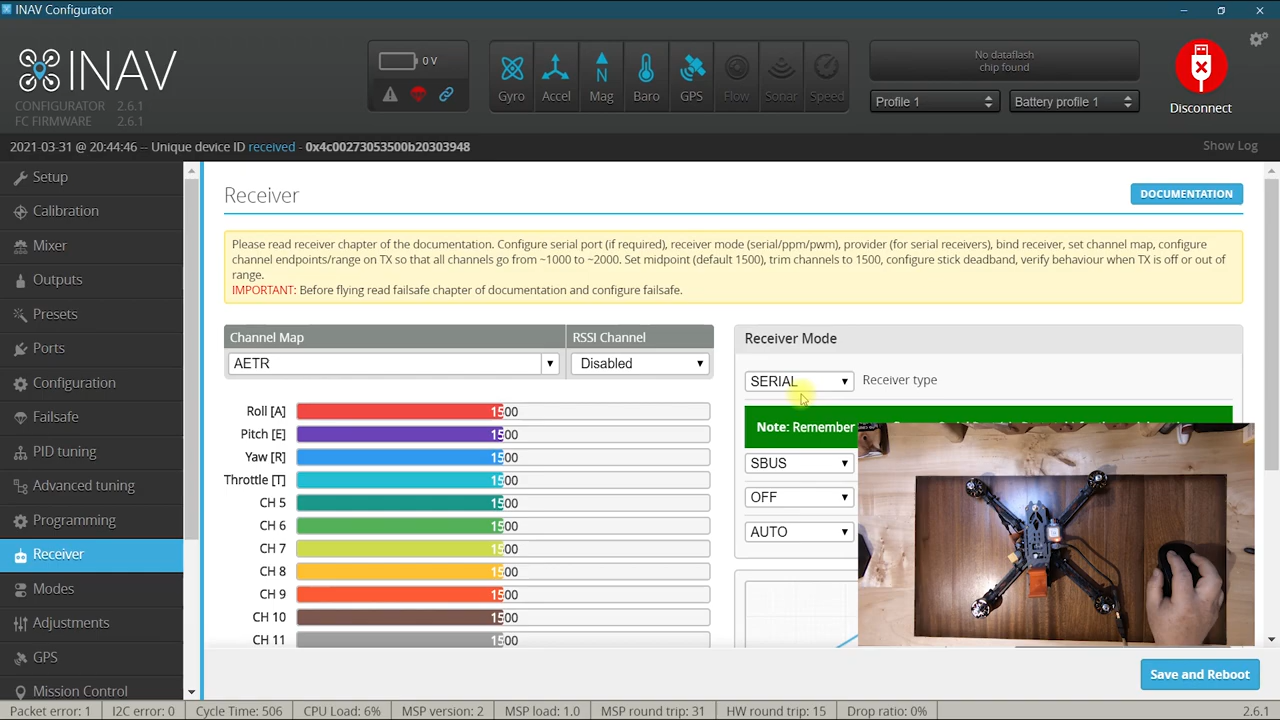 INAV Configurator
INAV
CONFIGURATOR 2.6.1
FC FIRMWARE 2.6.1
0 V
Gyro
Accel
Mag
Baro
GPS
Flow
Sonar
Speed
No dataflash
chip found
Profile 1
Battery profile 1
Disconnect
2021-03-31 @ 20:44:46 -- Unique device ID received - 0x4c00273053500b20303948
Show Log
Setup
Calibration
Mixer
Outputs
Presets
Ports
Configuration
Failsafe
PID tuning
Advanced tuning
Programming
Receiver
Modes
Adjustments
GPS
Mission Control
Receiver
DOCUMENTATION
Please read receiver chapter of the documentation. Configure serial port (if required), receiver mode (serial/ppm/pwm), provider (for serial receivers), bind receiver, set channel map, configure
channel endpoints/range on TX so that all channels go from ~1000 to ~2000. Set midpoint (default 1500), trim channels to 1500, configure stick deadband, verify behaviour when TX is off or out of
range.
IMPORTANT: Before flying read failsafe chapter of documentation and configure failsafe.
Channel Map
RSSI Channel
AETR
Disabled
Roll [A] 1500
Pitch [E] 1500
Yaw [R] 1500
Throttle [T] 1500
CH 5 1500
CH 6 1500
CH 7 1500
CH 8 1500
CH 9 1500
CH 10 1500
CH 11 1500
Receiver Mode
SERIAL
Receiver type
Note: Remember
SBUS
OFF
AUTO
Save and Reboot
Packet error: 1
I2C error: 0
Cycle Time: 506
CPU Load: 6%
MSP version: 2
MSP load: 1.0
MSP round trip: 31
HW round trip: 15
Drop ratio: 0%
2.6.1